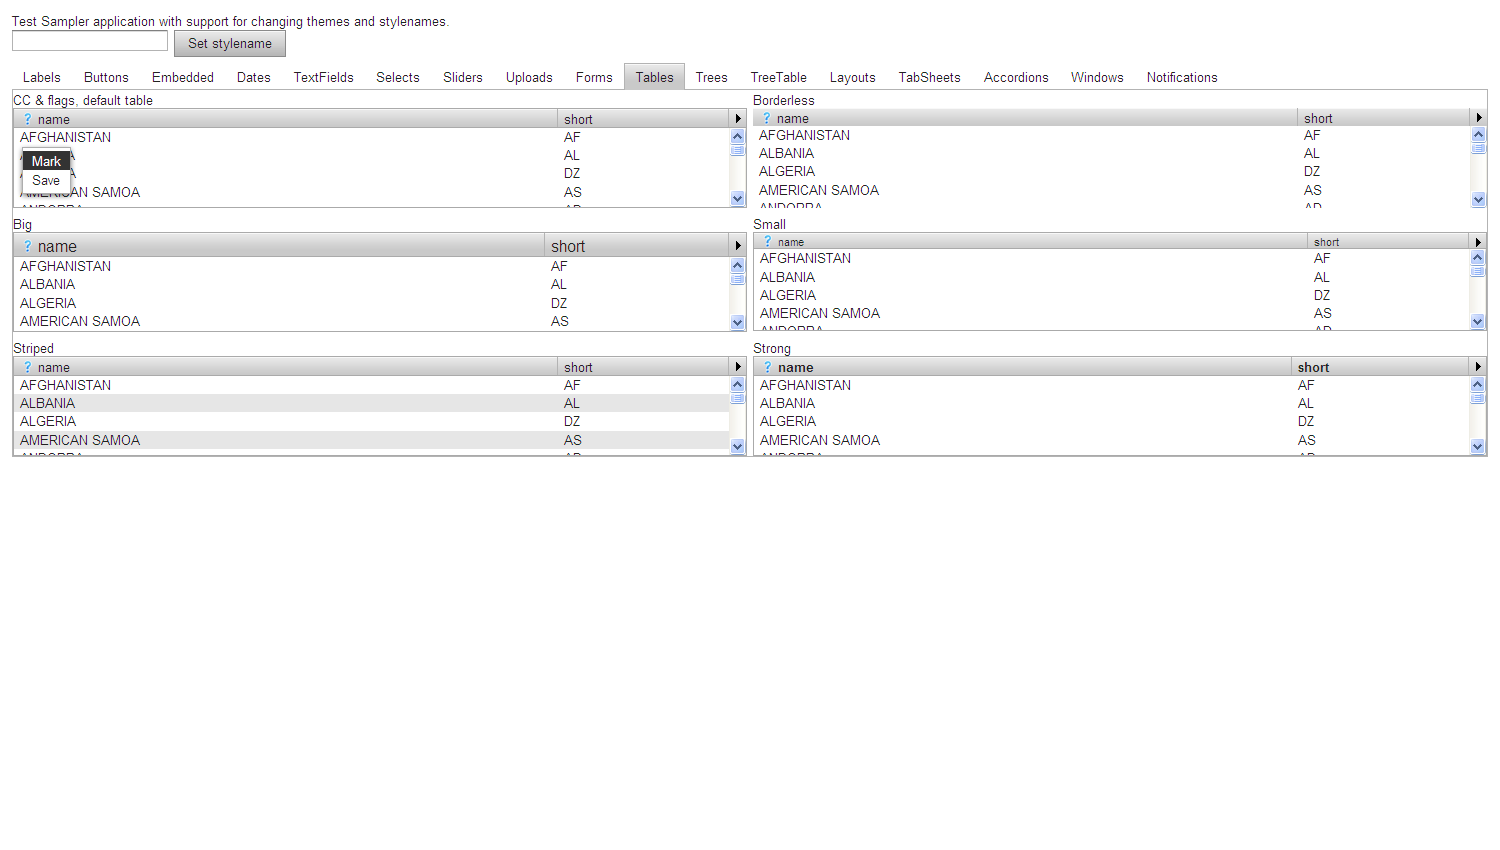 Test Sampler application with support for changing themes and stylenames.
Set stylename
Labels Buttons Embedded Dates TextFields Selects Sliders Uploads Forms Tables Trees TreeTable Layouts TabSheets Accordions Windows Notifications
CC & flags, default table
? name short
AFGHANISTAN AF
AL
DZ
AMERICAN SAMOA AS
Mark
Save
Borderless
? name short
AFGHANISTAN AF
ALBANIA AL
ALGERIA DZ
AMERICAN SAMOA AS
ANDORRA AD
Big
? name short
AFGHANISTAN AF
ALBANIA AL
ALGERIA DZ
AMERICAN SAMOA AS
Small
? name short
AFGHANISTAN AF
ALBANIA AL
ALGERIA DZ
AMERICAN SAMOA AS
ANDORRA AD
Striped
? name short
AFGHANISTAN AF
ALBANIA AL
ALGERIA DZ
AMERICAN SAMOA AS
Strong
? name short
AFGHANISTAN AF
ALBANIA AL
ALGERIA DZ
AMERICAN SAMOA AS